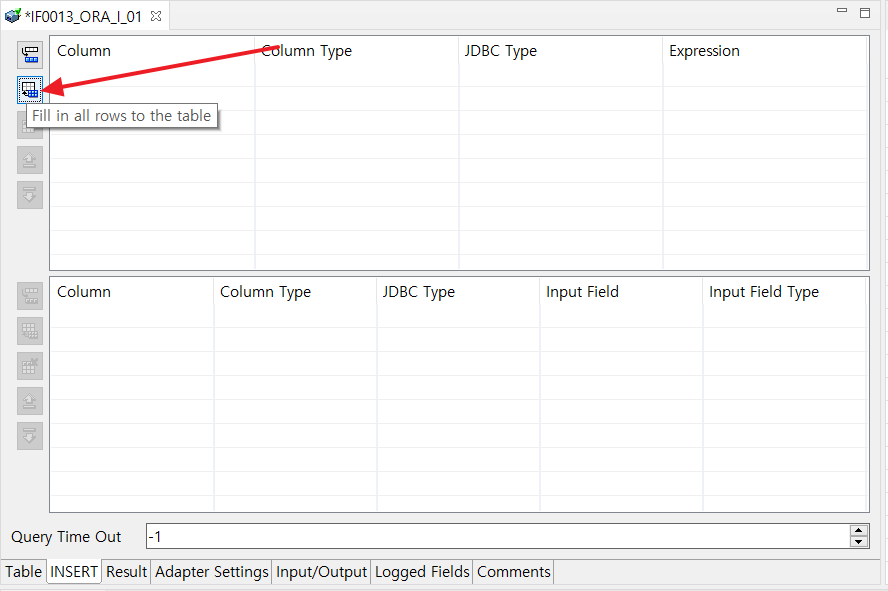 *IF0013_ORA_I_01
Column Column Type JDBC Type Expression
Fill in all rows to the table
Column Column Type JDBC Type Input Field Input Field Type
Query Time Out -1
Table INSERT Result Adapter Settings Input/Output Logged Fields Comments